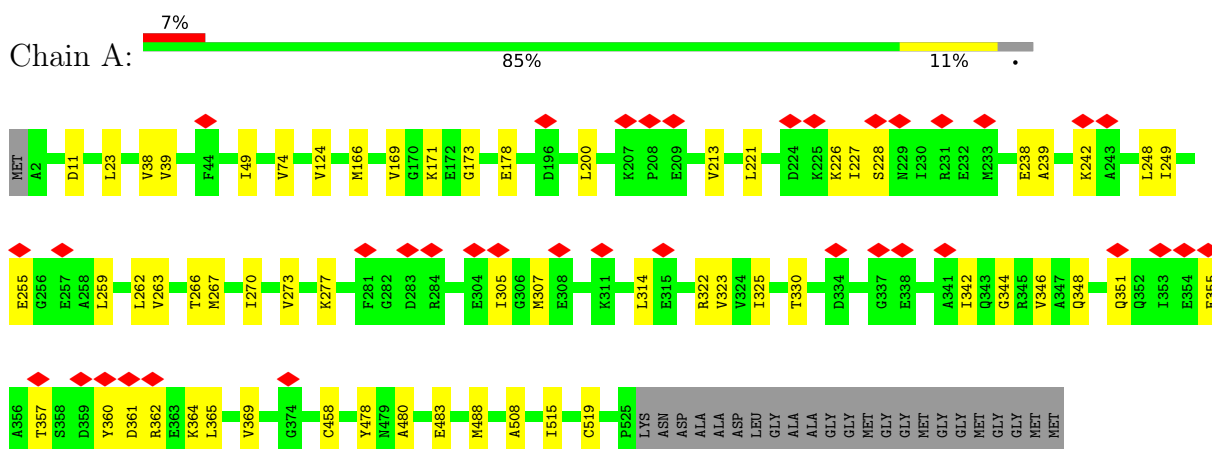 7%
Chain A:
85% 11% •
MET A2 D11 L23 V38 V39 F44 I49 V74 V124 M166 V169 G170 K171 E172 G173 E178 D196 L200 K207 P208 E209 V213 L221 D224 K225 K226 I227 S228 N229 I230 R231 E232 M233 E238 A239 K242 A243 L248 I249
E255 G256 E257 A258 L259 L262 V263 T266 M267 I270 V273 K277 F281 G282 D283 R284 E304 I305 G306 M307 E308 K311 L314 E315 R322 V323 V324 I325 T330 D334 G337 E338 A341 I342 Q343 G344 R345 V346 A347 Q348 Q351 Q352 I353 E354 E355
A356 T357 S358 D359 Y360 D361 R362 E363 K364 L365 V369 G374 C458 Y478 N479 A480 E483 M488 A508 I515 C519 P525 LYS ASN ASP ALA ALA ASP LEU GLY ALA ALA GLY GLY MET GLY GLY MET GLY GLY MET GLY GLY MET MET